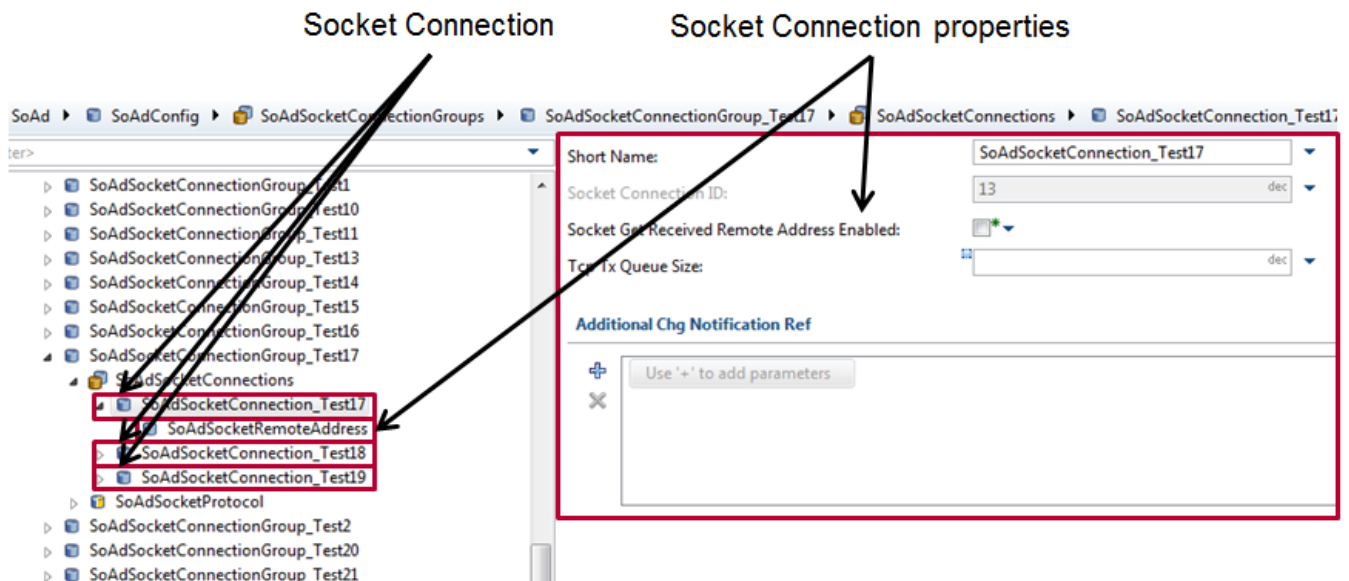 Socket Connection
Socket Connection properties
SoAd SoAdConfig SoAdSocketConnectionGroups SoAdSocketConnectionGroup_Test17 SoAdSocketConnections SoAdSocketConnection_Test17
ter>
SoAdSocketConnectionGroup_Test1
SoAdSocketConnectionGroup_Test10
SoAdSocketConnectionGroup_Test11
SoAdSocketConnectionGroup_Test13
SoAdSocketConnectionGroup_Test14
SoAdSocketConnectionGroup_Test15
SoAdSocketConnectionGroup_Test16
SoAdSocketConnectionGroup_Test17
SoAdSocketConnections
SoAdSocketConnection_Test17
SoAdSocketRemoteAddress
SoAdSocketConnection_Test18
SoAdSocketConnection_Test19
SoAdSocketProtocol
SoAdSocketConnectionGroup_Test2
SoAdSocketConnectionGroup_Test20
SoAdSocketConnectionGroup_Test21
Short Name: SoAdSocketConnection_Test17
Socket Connection ID: 13 dec
Socket Get Received Remote Address Enabled: *
Tcp Tx Queue Size: dec
Additional Chg Notification Ref
Use '+' to add parameters